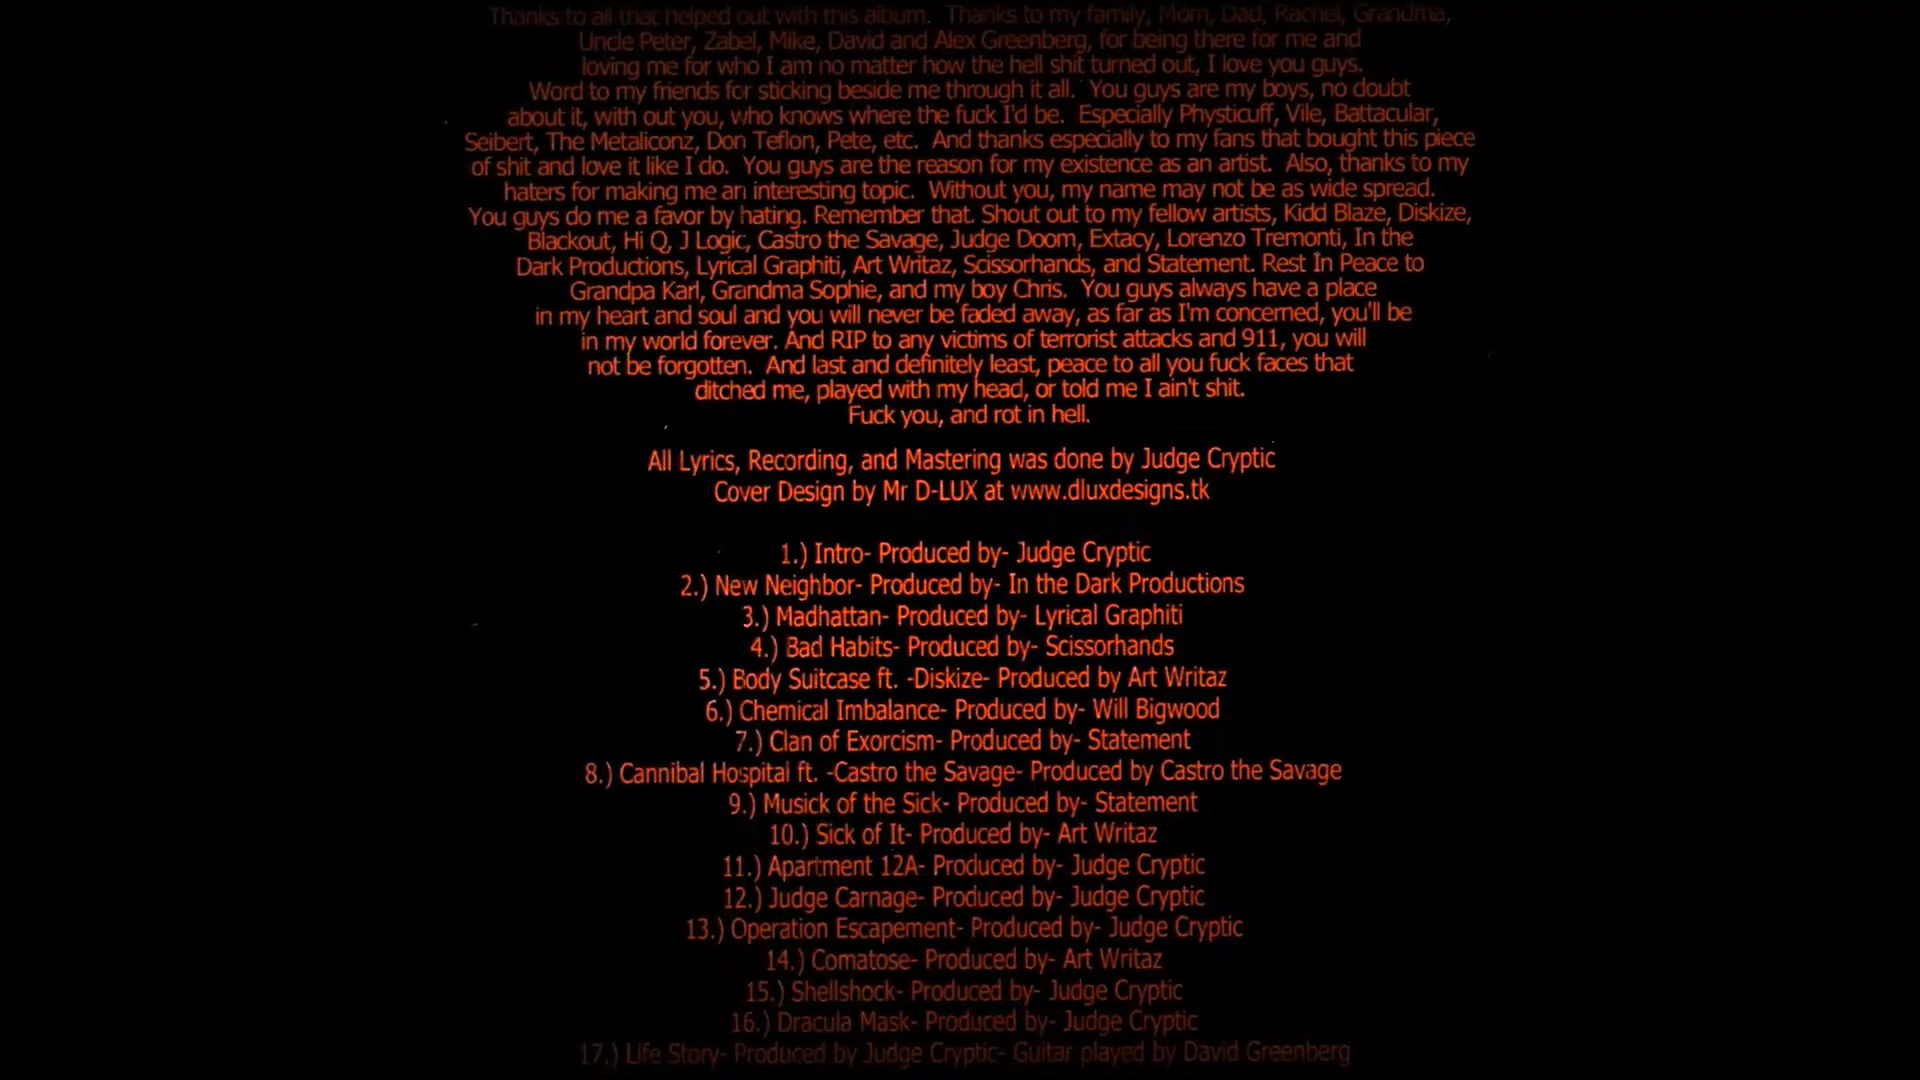 Thanks to all that helped out with this album.  Thanks to my family, Mom, Dad, Rachel, Grandma,
Uncle Peter, Zabel, Mike, David and Alex Greenberg, for being there for me and
loving me for who I am no matter how the hell shit turned out, I love you guys.
Word to my friends for sticking beside me through it all.  You guys are my boys, no doubt
about it, with out you, who knows where the fuck I'd be.  Especially Physticuff, Vile, Battacular,
Seibert, The Metaliconz, Don Teflon, Pete, etc.  And thanks especially to my fans that bought this piece
of shit and love it like I do.  You guys are the reason for my existence as an artist.  Also, thanks to my
haters for making me an interesting topic.  Without you, my name may not be as wide spread.
You guys do me a favor by hating. Remember that. Shout out to my fellow artists, Kidd Blaze, Diskize,
Blackout, Hi Q, J Logic, Castro the Savage, Judge Doom, Extacy, Lorenzo Tremonti, In the
Dark Productions, Lyrical Graphiti, Art Writaz, Scissorhands, and Statement. Rest In Peace to
Grandpa Karl, Grandma Sophie, and my boy Chris.  You guys always have a place
in my heart and soul and you will never be faded away, as far as I'm concerned, you'll be
in my world forever. And RIP to any victims of terrorist attacks and 911, you will
not be forgotten.  And last and definitely least, peace to all you fuck faces that
ditched me, played with my head, or told me I ain't shit.
Fuck you, and rot in hell.
All Lyrics, Recording, and Mastering was done by Judge Cryptic
Cover Design by Mr D-LUX at www.dluxdesigns.tk
1.) Intro- Produced by- Judge Cryptic
2.) New Neighbor- Produced by- In the Dark Productions
3.) Madhattan- Produced by- Lyrical Graphiti
4.) Bad Habits- Produced by- Scissorhands
5.) Body Suitcase ft. -Diskize- Produced by Art Writaz
6.) Chemical Imbalance- Produced by- Will Bigwood
7.) Clan of Exorcism- Produced by- Statement
8.) Cannibal Hospital ft. -Castro the Savage- Produced by Castro the Savage
9.) Musick of the Sick- Produced by- Statement
10.) Sick of It- Produced by- Art Writaz
11.) Apartment 12A- Produced by- Judge Cryptic
12.) Judge Carnage- Produced by- Judge Cryptic
13.) Operation Escapement- Produced by- Judge Cryptic
14.) Comatose- Produced by- Art Writaz
15.) Shellshock- Produced by- Judge Cryptic
16.) Dracula Mask- Produced by- Judge Cryptic
17.) Life Story- Produced by Judge Cryptic- Guitar played by David Greenberg